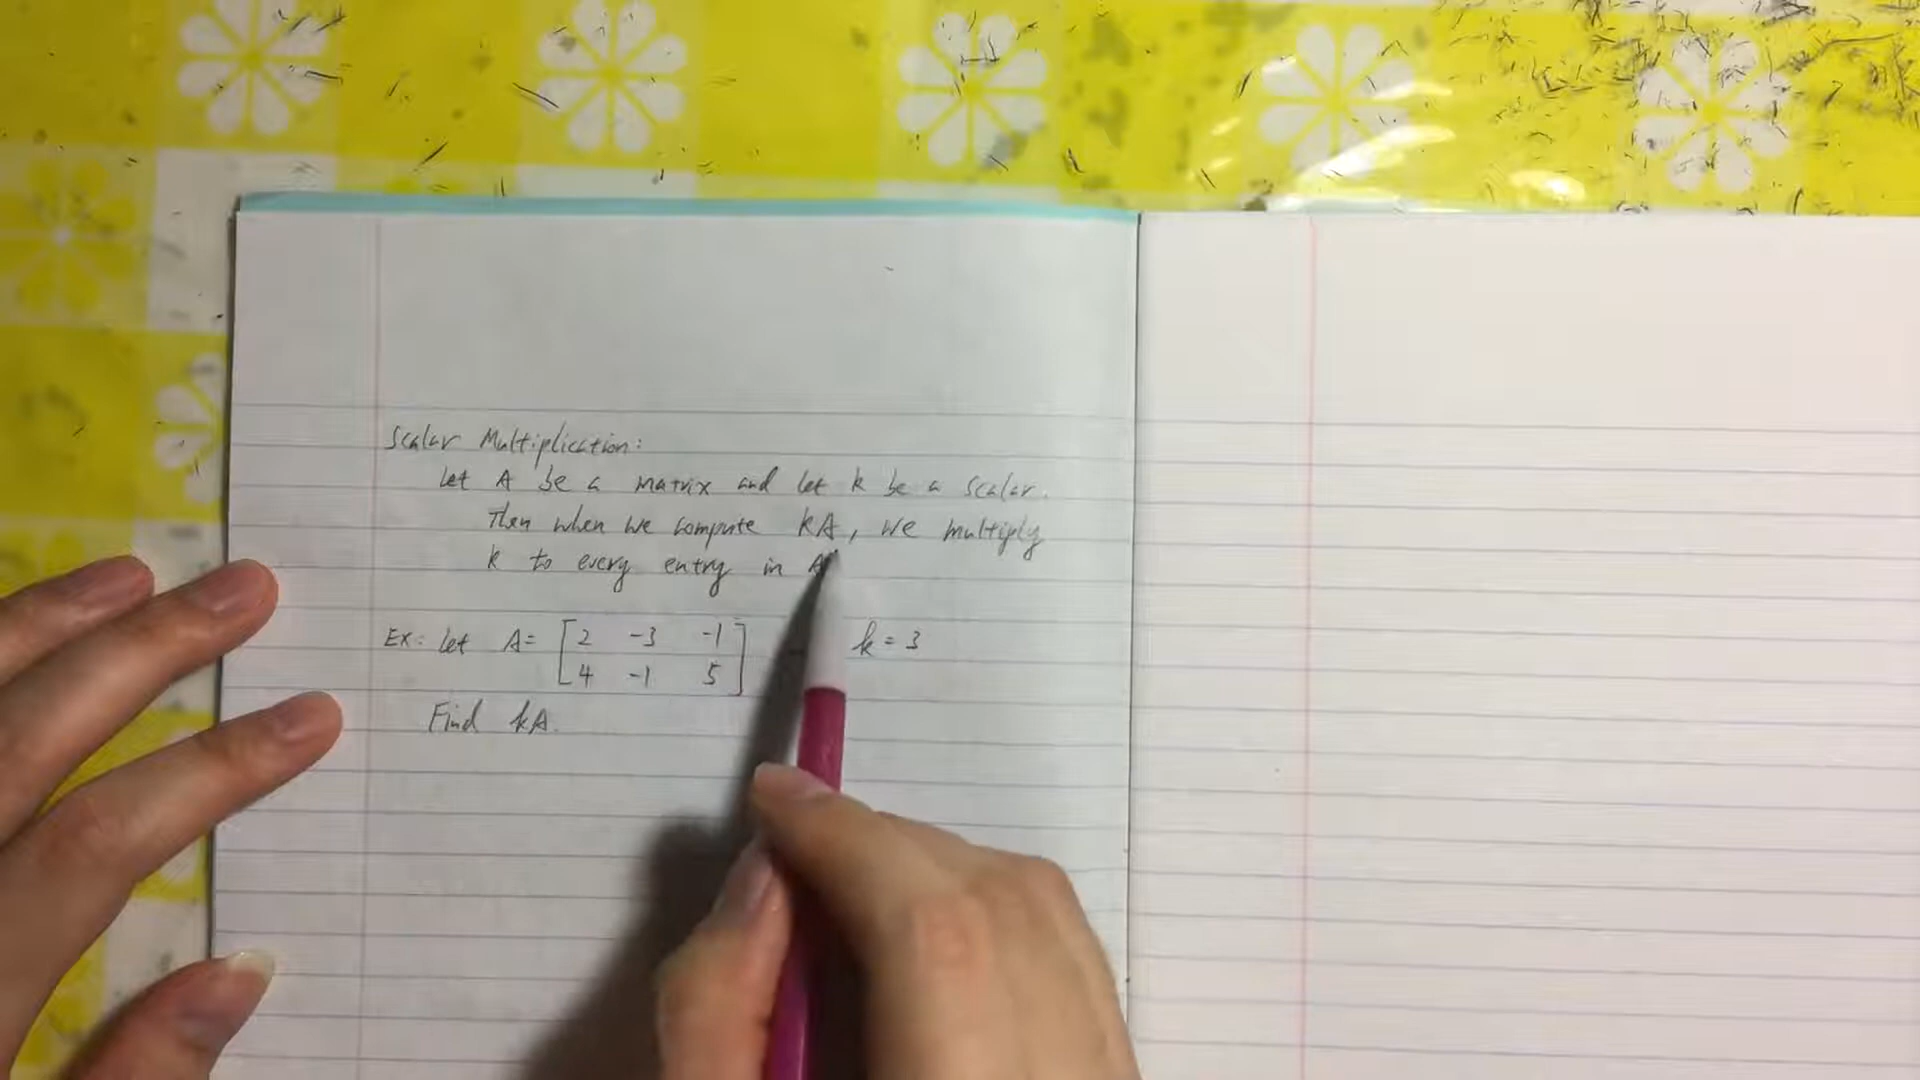 Scalar Multiplication:
Let A be a matrix and let k be a scalar.
Then when we compute kA, we multiply
k to every entry in A
Ex: Let A = [2 -3 -1 k = 3
4 -1 5]
Find kA.